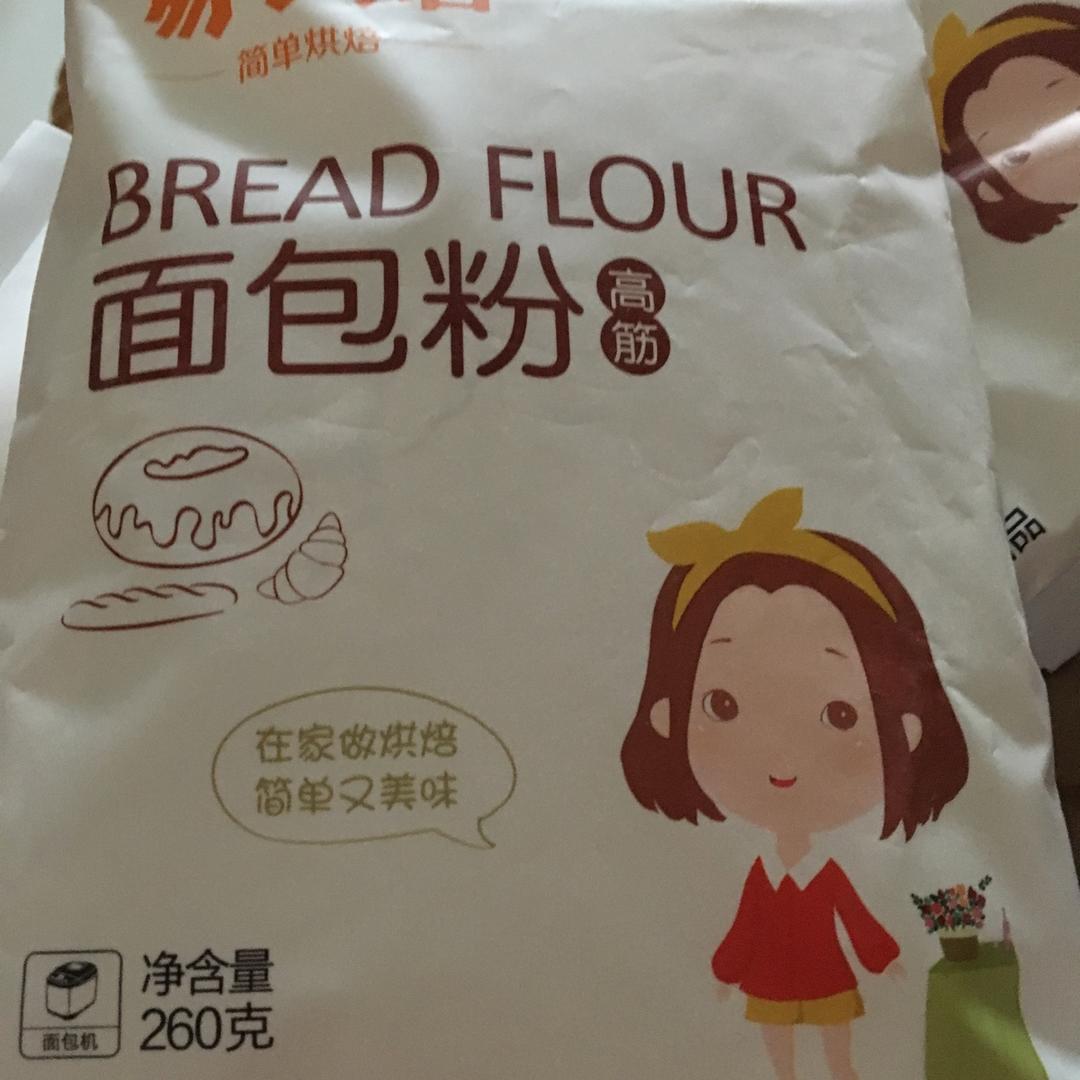 简单烘焙
BREAD FLOUR
面包粉
高筋
在家做烘焙
简单又美味
净含量
260克
面包机
品